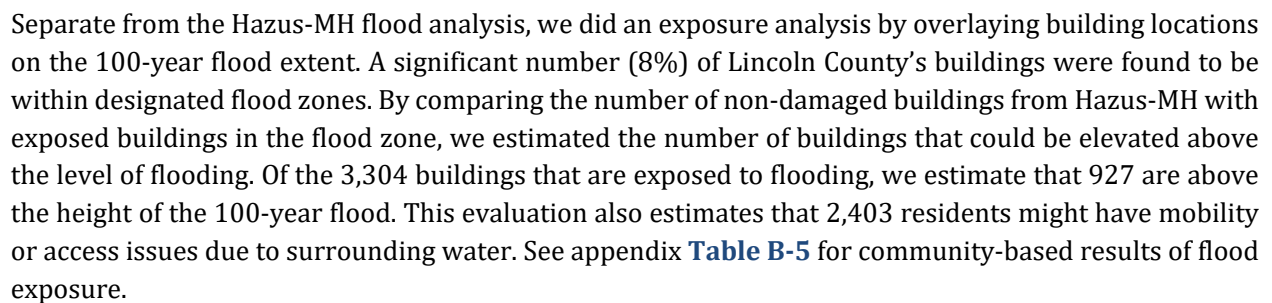 Separate from the Hazus-MH flood analysis, we did an exposure analysis by overlaying building locations
on the 100-year flood extent. A significant number (8%) of Lincoln County’s buildings were found to be
within designated flood zones. By comparing the number of non-damaged buildings from Hazus-MH with
exposed buildings in the flood zone, we estimated the number of buildings that could be elevated above
the level of flooding. Of the 3,304 buildings that are exposed to flooding, we estimate that 927 are above
the height of the 100-year flood. This evaluation also estimates that 2,403 residents might have mobility
or access issues due to surrounding water. See appendix Table B-5 for community-based results of flood
exposure.